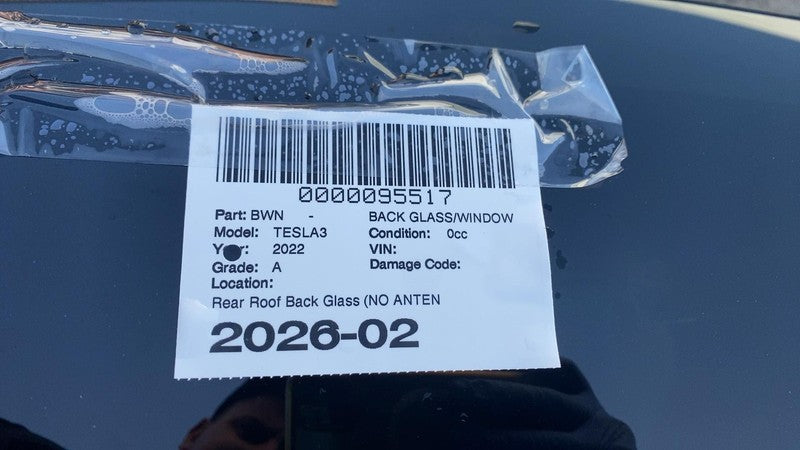 0000095517
Part: BWN - BACK GLASS/WINDOW
Model: TESLA3 Condition: 0cc
Year: 2022 VIN:
Grade: A Damage Code:
Location:
Rear Roof Back Glass (NO ANTEN
2026-02